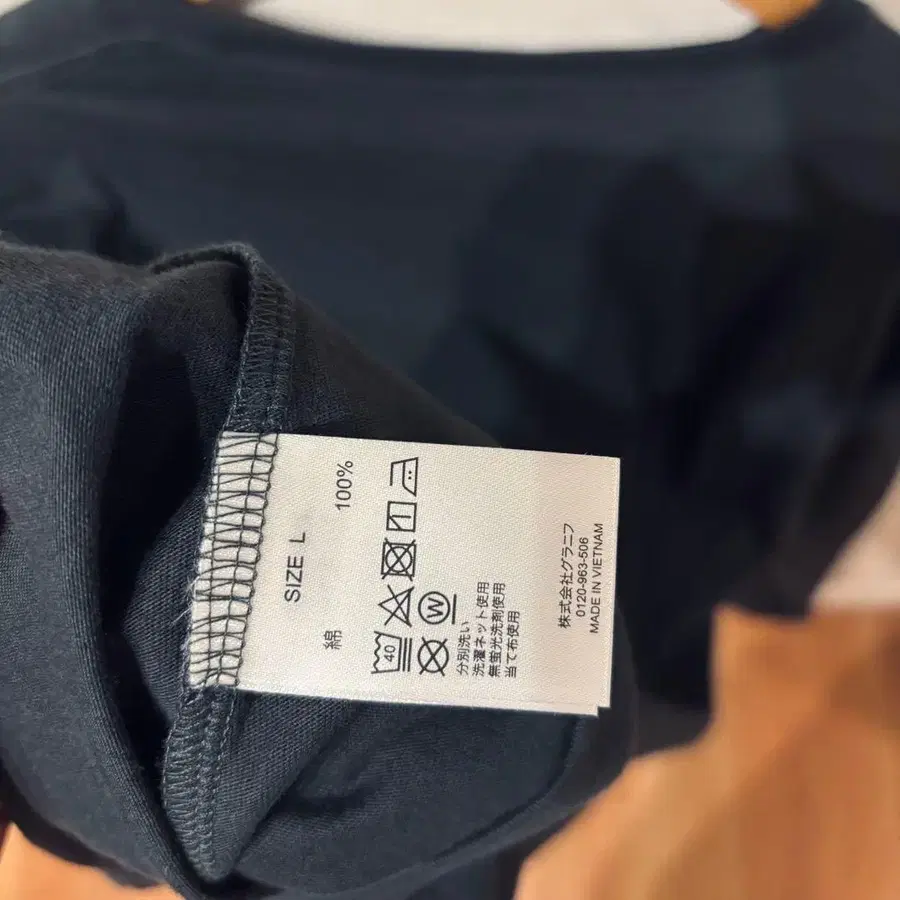 SIZE L
綿 100%
40
W
分別洗い
洗濯ネット使用
無蛍光洗剤使用
当て布使用
株式会社グラニフ
0120-963-506
MADE IN VIETNAM